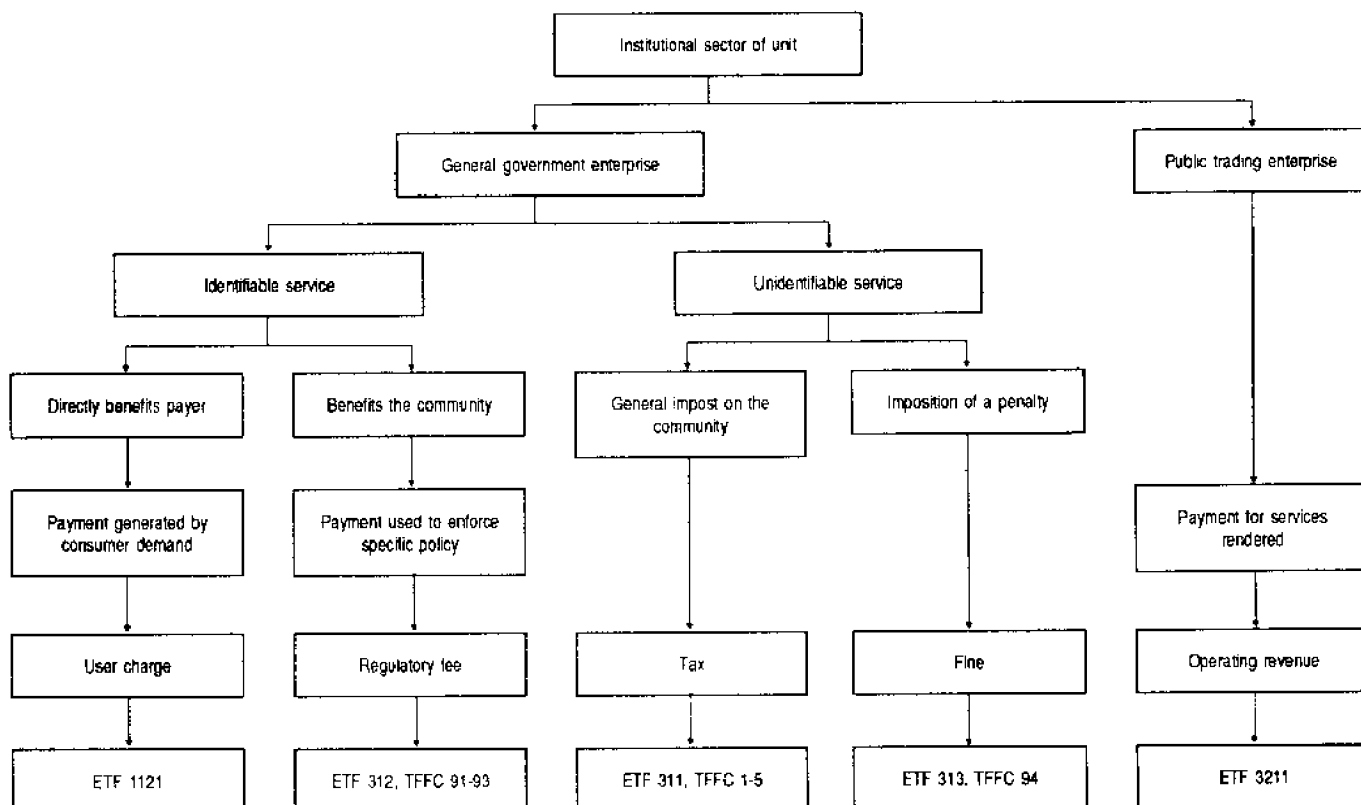 Institutional sector of unit
General government enterprise
Public trading enterprise
Identifiable service
Unidentifiable service
Directly benefits payer
Benefits the community
General impost on the
community
Imposition of a penalty
Payment generated by
consumer demand
Payment used to enforce
specific policy
Payment for services
rendered
User charge
Regulatory fee
Tax
Fine
Operating revenue
ETF 1121
ETF 312, TFFC 91-93
ETF 311, TFFC 1-5
ETF 313, TFFC 94
ETF 3211